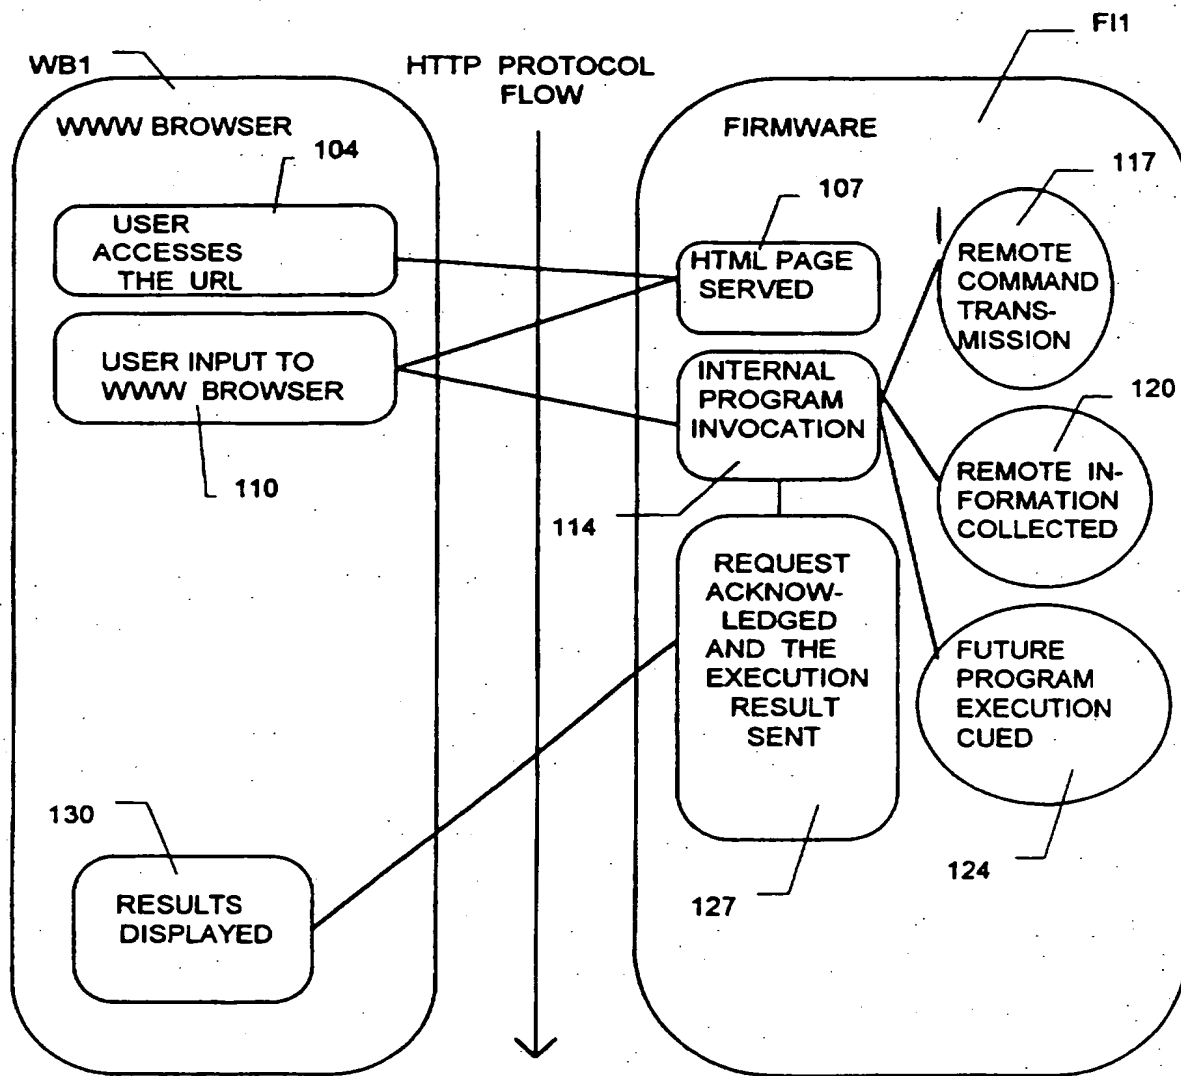 FI1
WB1
HTTP PROTOCOL
FLOW
WWW BROWSER
FIRMWARE
104
107
117
USER
ACCESSES
THE URL
HTML PAGE
SERVED
REMOTE
COMMAND
TRANS-
MISSION
USER INPUT TO
WWW BROWSER
INTERNAL
PROGRAM
INVOCATION
120
110
114
REMOTE IN-
FORMATION
COLLECTED
REQUEST
ACKNOW-
LEDGED
AND THE
EXECUTION
RESULT
SENT
FUTURE
PROGRAM
EXECUTION
CUED
130
124
127
RESULTS
DISPLAYED